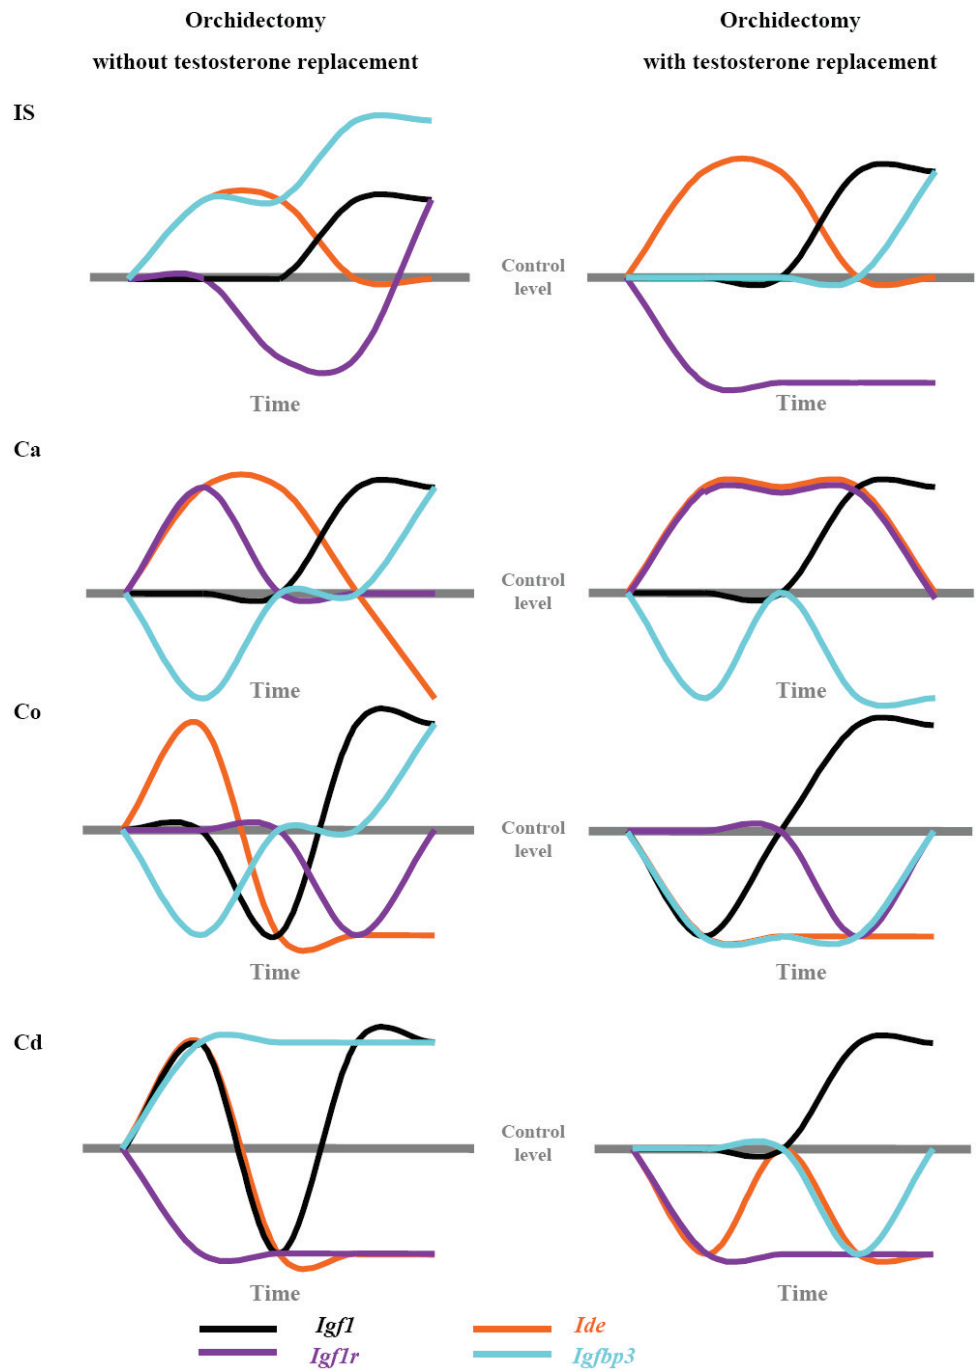 Orchidectomy
without testosterone replacement
Orchidectomy
with testosterone replacement
IS
Control
level
Time
Time
Ca
Control
level
Time
Time
Co
Control
level
Time
Time
Cd
Control
level
Time
Time
Igf1
Ide
Igf1r
Igfbp3